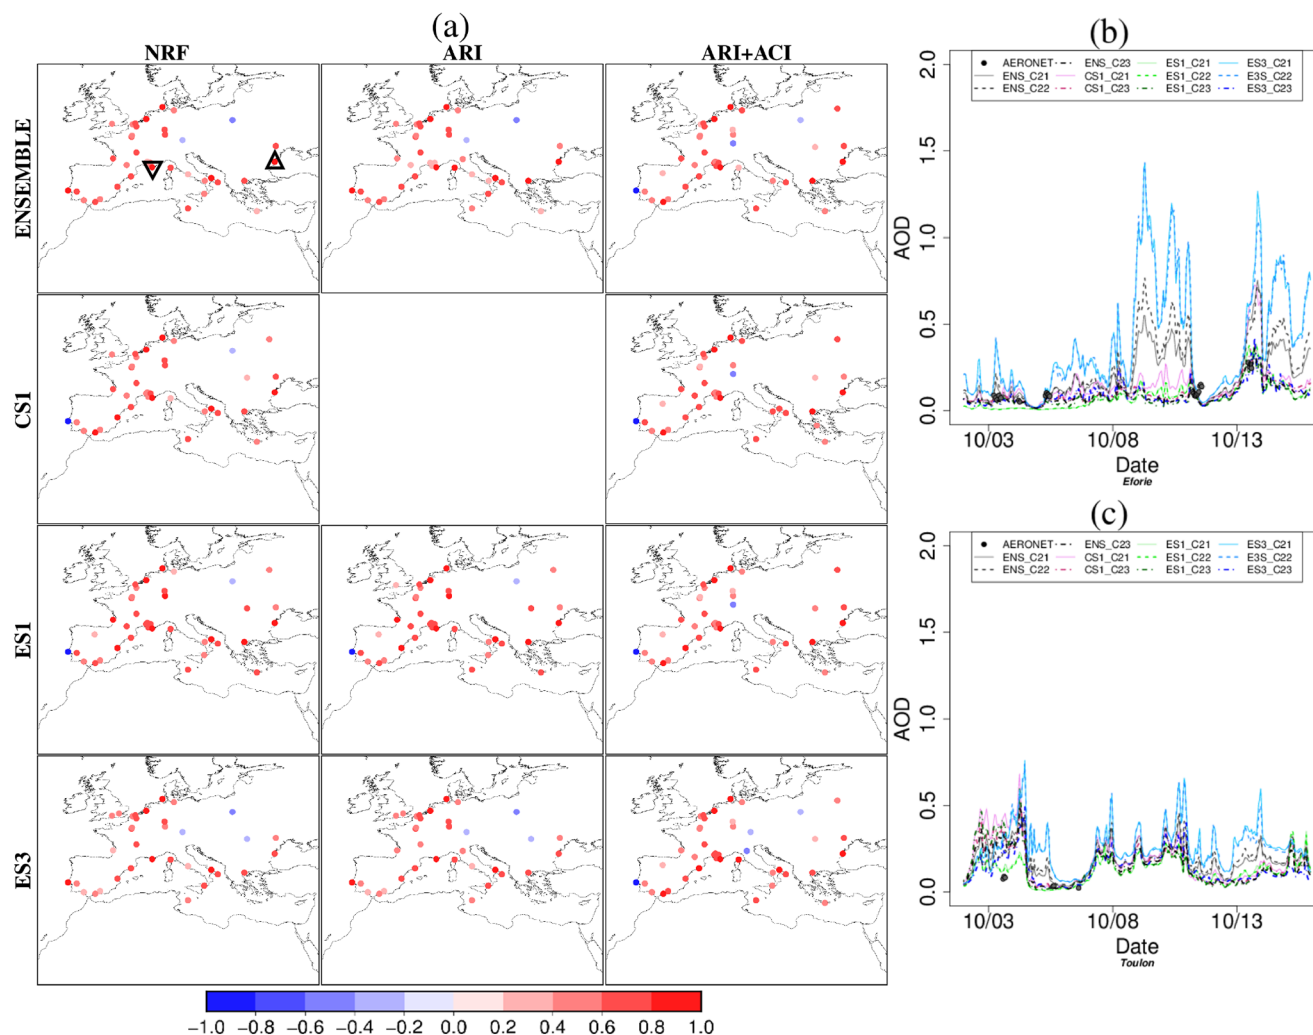 (a)
NRF ARI ARI+ACI
ENSEMBLE
CS1
ES1
ES3
−1.0 −0.8 −0.6 −0.4 −0.2 0.0 0.2 0.4 0.6 0.8 1.0
(b)
AERONET ENS_C23 ES1_C21 ES3_C21
ENS_C21 CS1_C21 ES1_C22 E3S_C22
ENS_C22 CS1_C23 ES1_C23 ES3_C23
AOD
2.0
1.5
1.0
0.5
0.0
10/03 10/08 10/13
Date
Eforie
(c)
AERONET ENS_C23 ES1_C21 ES3_C21
ENS_C21 CS1_C21 ES1_C22 E3S_C22
ENS_C22 CS1_C23 ES1_C23 ES3_C23
AOD
2.0
1.5
1.0
0.5
0.0
10/03 10/08 10/13
Date
Toulon